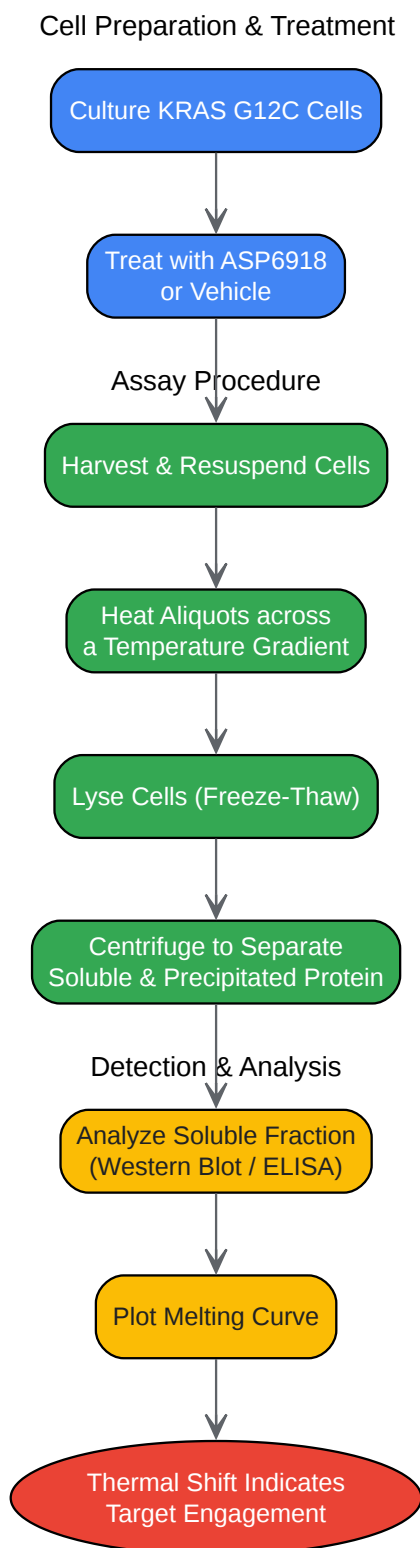 Cell Preparation & Treatment
Culture KRAS G12C Cells
Treat with ASP6918
or Vehicle
Assay Procedure
Harvest & Resuspend Cells
Heat Aliquots across
a Temperature Gradient
Lyse Cells (Freeze-Thaw)
Centrifuge to Separate
Soluble & Precipitated Protein
Detection & Analysis
Analyze Soluble Fraction
(Western Blot / ELISA)
Plot Melting Curve
Thermal Shift Indicates
Target Engagement